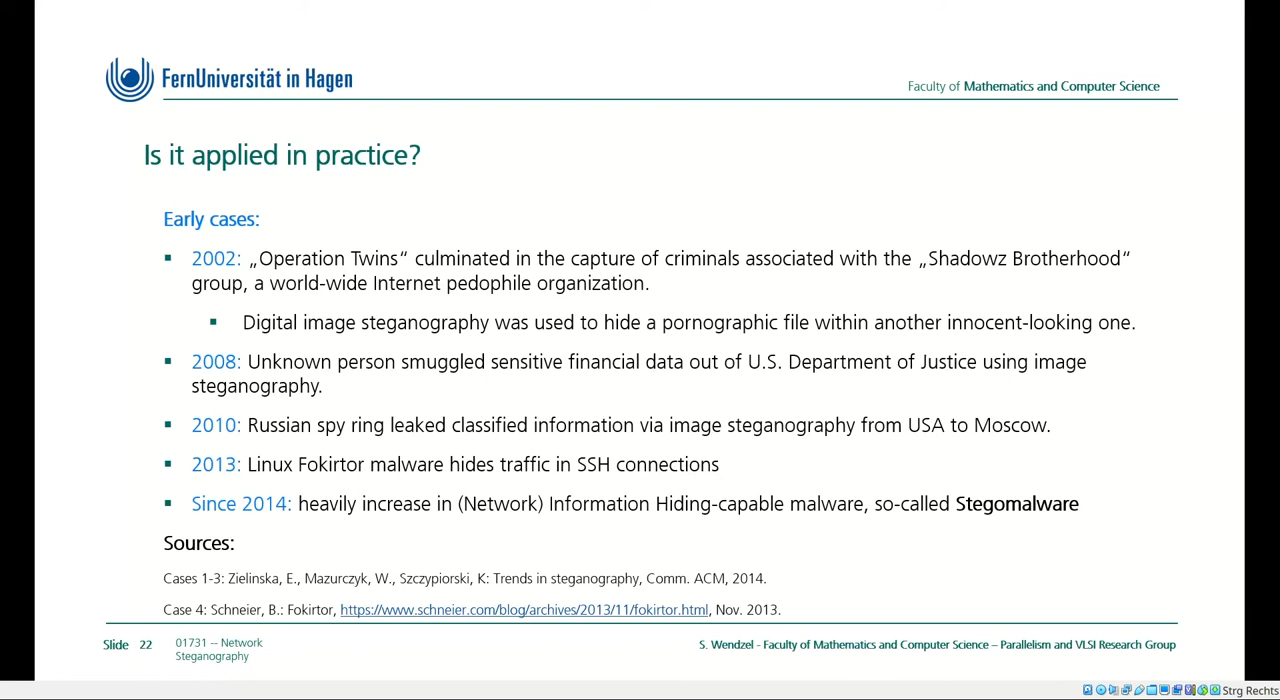 FernUniversität in Hagen
Faculty of Mathematics and Computer Science
Is it applied in practice?
Early cases:
▪ 2002: „Operation Twins“ culminated in the capture of criminals associated with the „Shadowz Brotherhood“
group, a world-wide Internet pedophile organization.
▪ Digital image steganography was used to hide a pornographic file within another innocent-looking one.
▪ 2008: Unknown person smuggled sensitive financial data out of U.S. Department of Justice using image
steganography.
▪ 2010: Russian spy ring leaked classified information via image steganography from USA to Moscow.
▪ 2013: Linux Fokirtor malware hides traffic in SSH connections
▪ Since 2014: heavily increase in (Network) Information Hiding-capable malware, so-called Stegomalware
Sources:
Cases 1-3: Zielinska, E., Mazurczyk, W., Szczypiorski, K: Trends in steganography, Comm. ACM, 2014.
Case 4: Schneier, B.: Fokirtor, https://www.schneier.com/blog/archives/2013/11/fokirtor.html, Nov. 2013.
Slide 22
01731 -- Network
Steganography
S. Wendzel - Faculty of Mathematics and Computer Science – Parallelism and VLSI Research Group
Strg Rechts